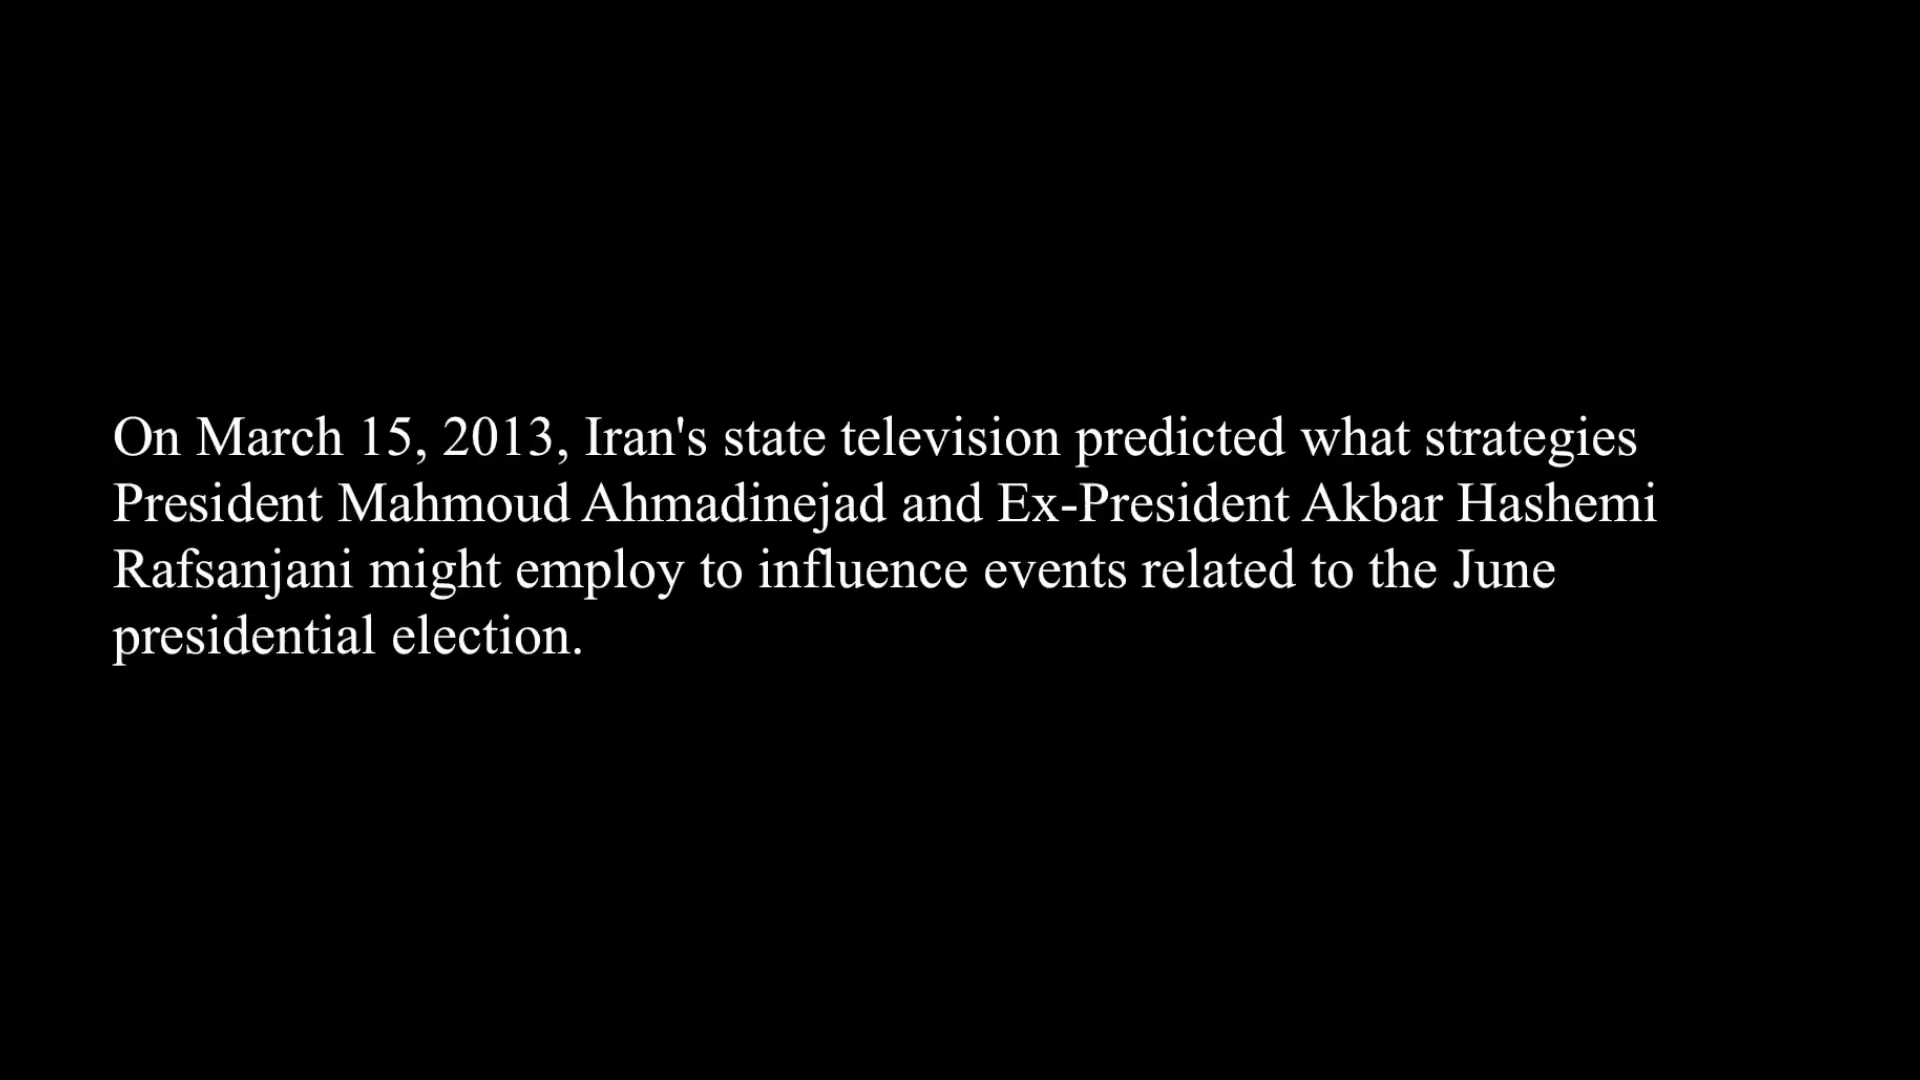 On March 15, 2013, Iran's state television predicted what strategies
President Mahmoud Ahmadinejad and Ex-President Akbar Hashemi
Rafsanjani might employ to influence events related to the June
presidential election.